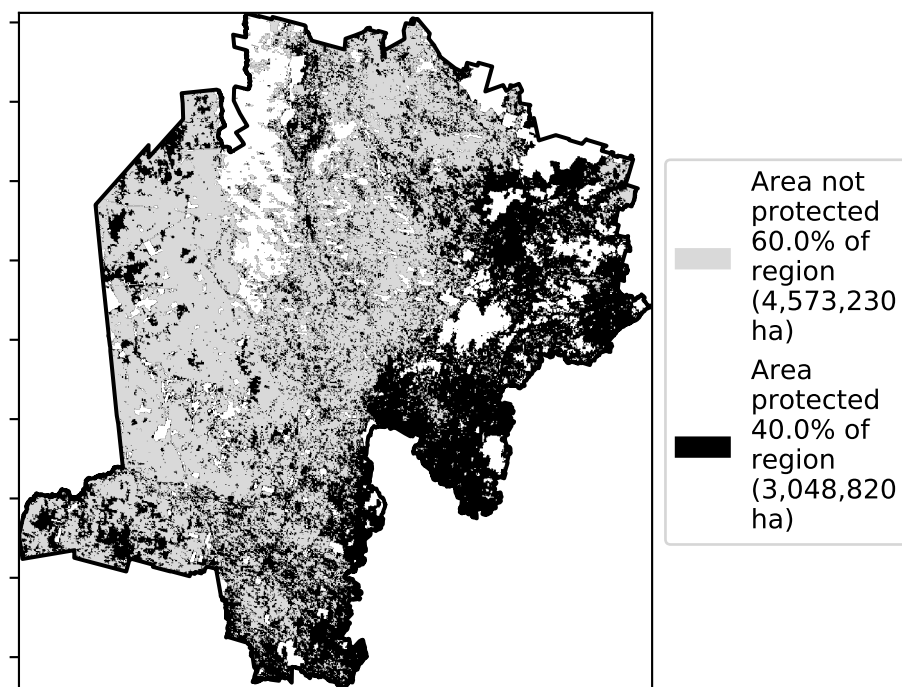 Area not
protected
60.0% of
region
(4,573,230
ha)
Area
protected
40.0% of
region
(3,048,820
ha)